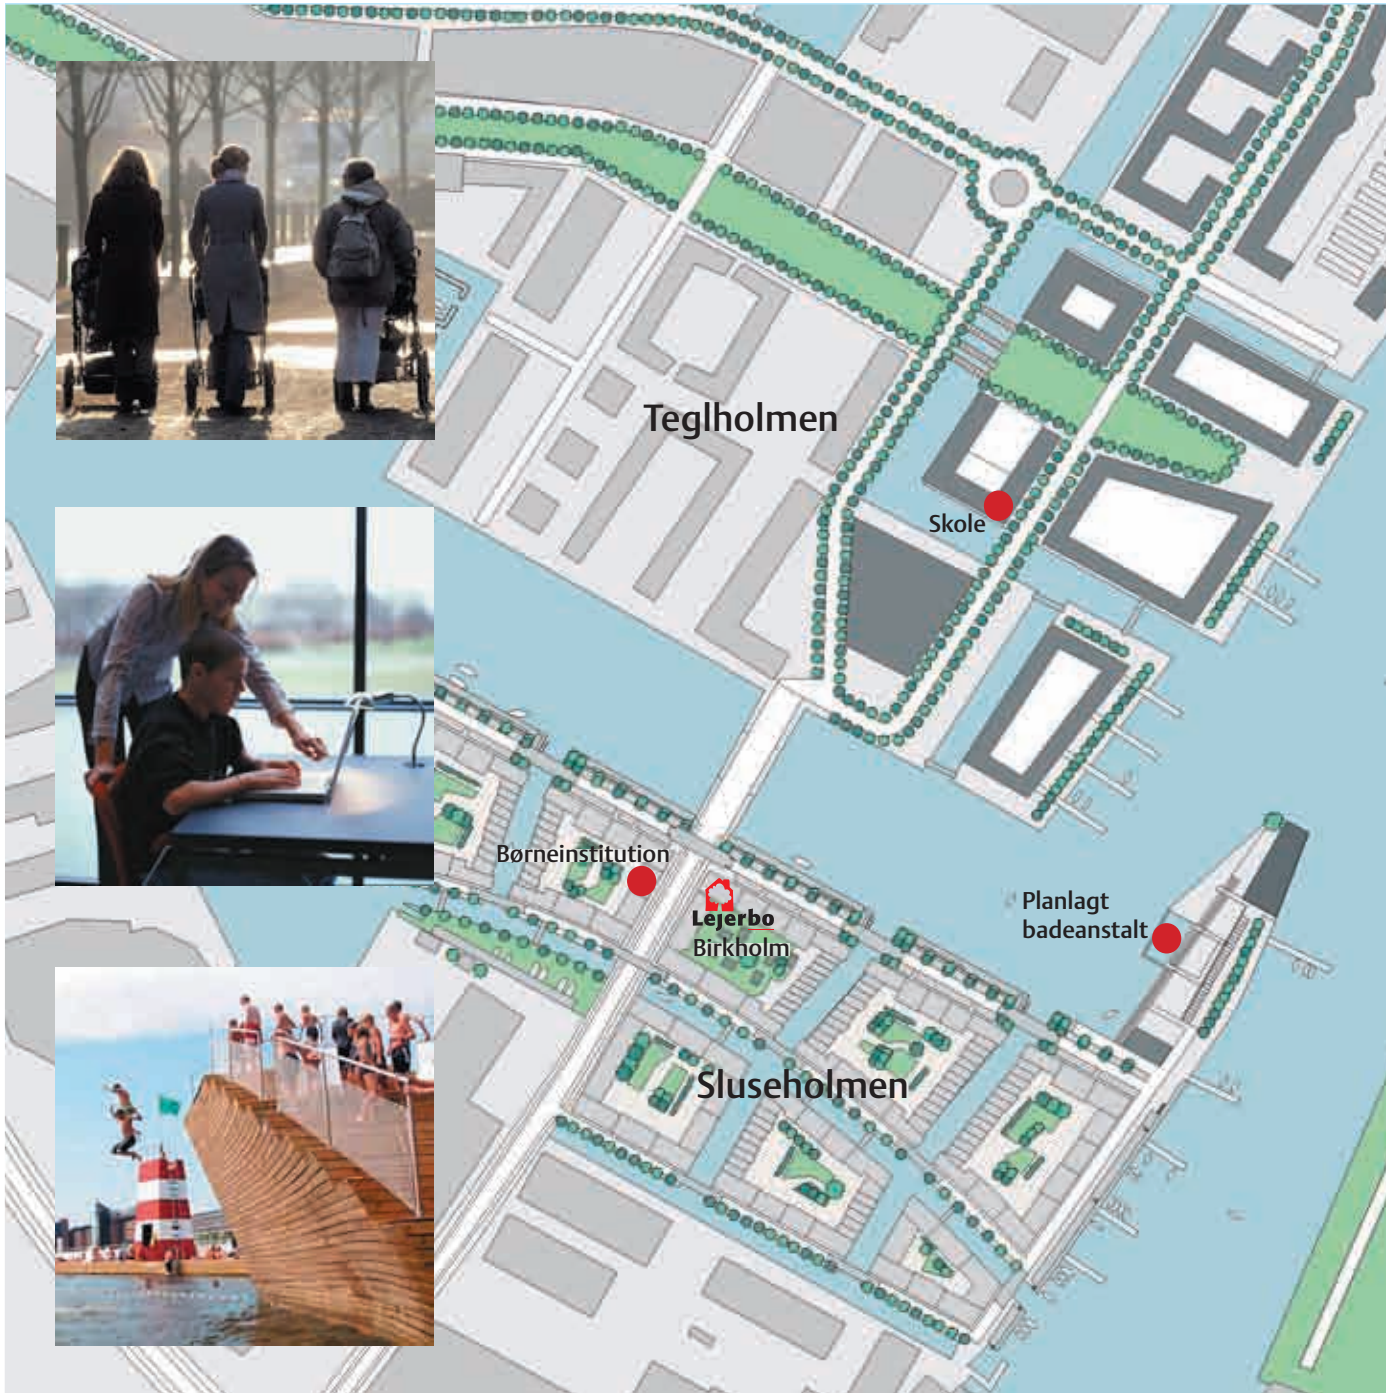 Teglholmen
Skole
Børneinstitution
Lejerbo
Birkholm
Planlagt
badeanstalt
Sluseholmen